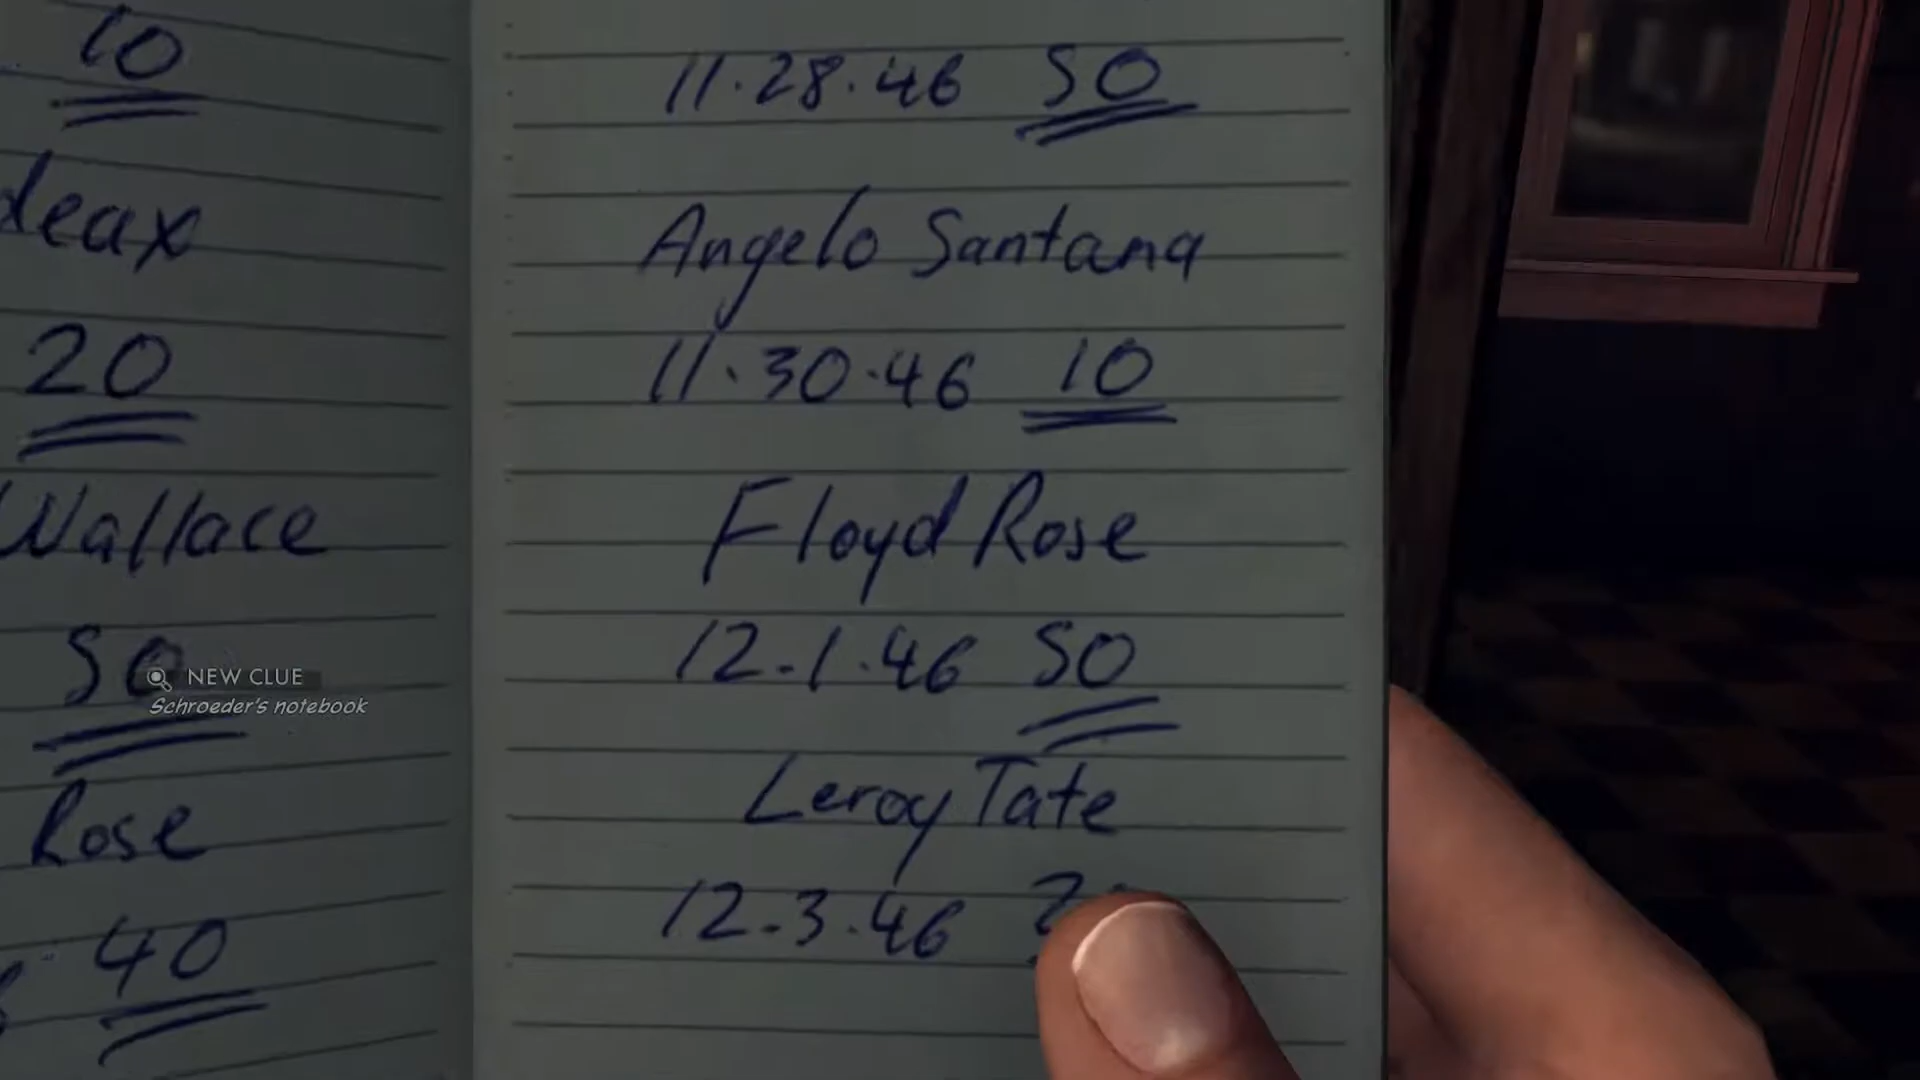 10
deax
20
Wallace
50
Rose
40
11.28.46 50
Angelo Santana
11.30.46 10
Floyd Rose
12.1.46 50
Leroy Tate
12.3.46
NEW CLUE
Schroeder's notebook